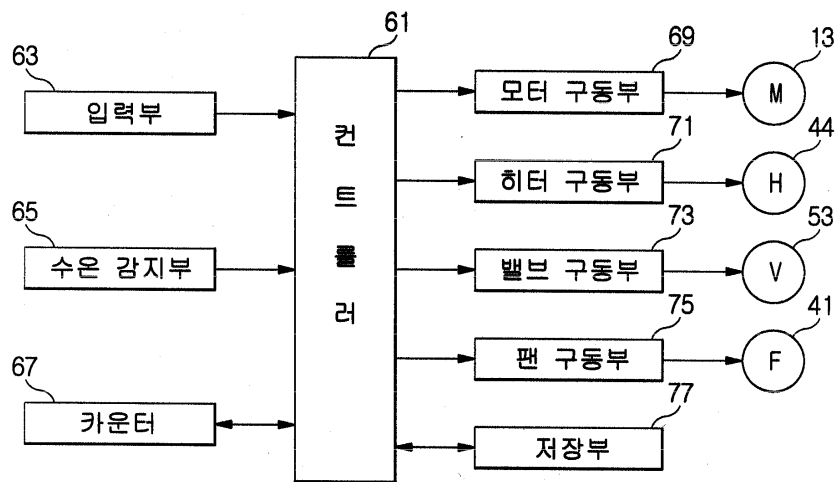 61
63
입력부
65
수온 감지부
67
카운터
컨트롤러
69
모터 구동부
13
M
71
히터 구동부
44
H
73
밸브 구동부
53
V
75
팬 구동부
41
F
77
저장부